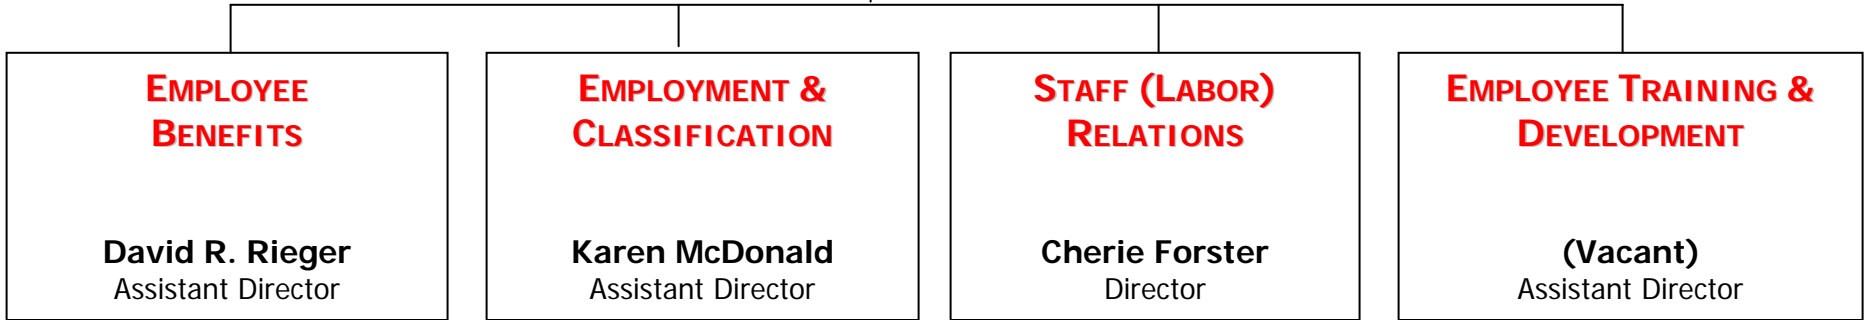 EMPLOYEE
BENEFITS
David R. Rieger
Assistant Director
EMPLOYMENT &
CLASSIFICATION
Karen McDonald
Assistant Director
STAFF (LABOR)
RELATIONS
Cherie Forster
Director
EMPLOYEE TRAINING &
DEVELOPMENT
(Vacant)
Assistant Director